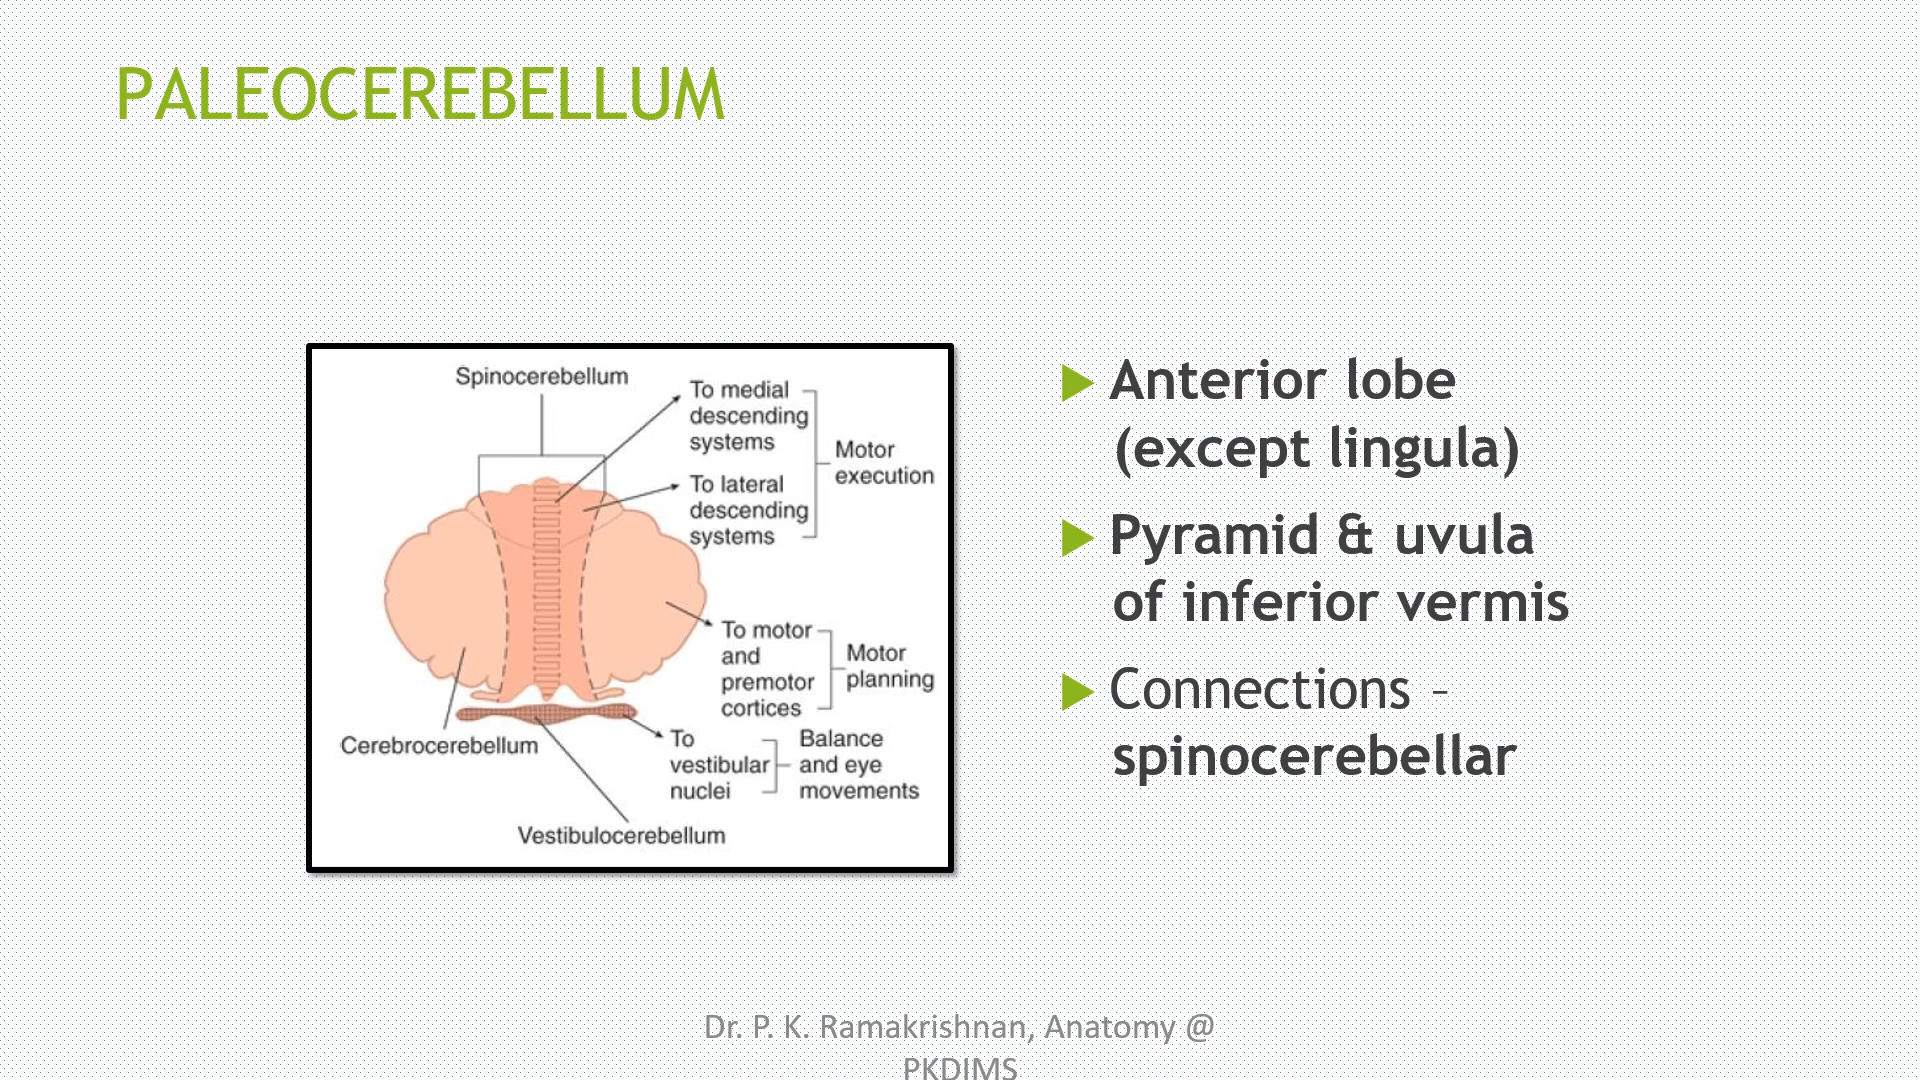 PALEOCEREBELLUM
Spinocerebellum
To medial
descending
systems
Motor
execution
To lateral
descending
systems
To motor
and
premotor
cortices
Motor
planning
Cerebrocerebellum
To
vestibular
nuclei
Balance
and eye
movements
Vestibulocerebellum
Anterior lobe
(except lingula)
Pyramid & uvula
of inferior vermis
Connections –
spinocerebellar
Dr. P. K. Ramakrishnan, Anatomy @
PKDIMS